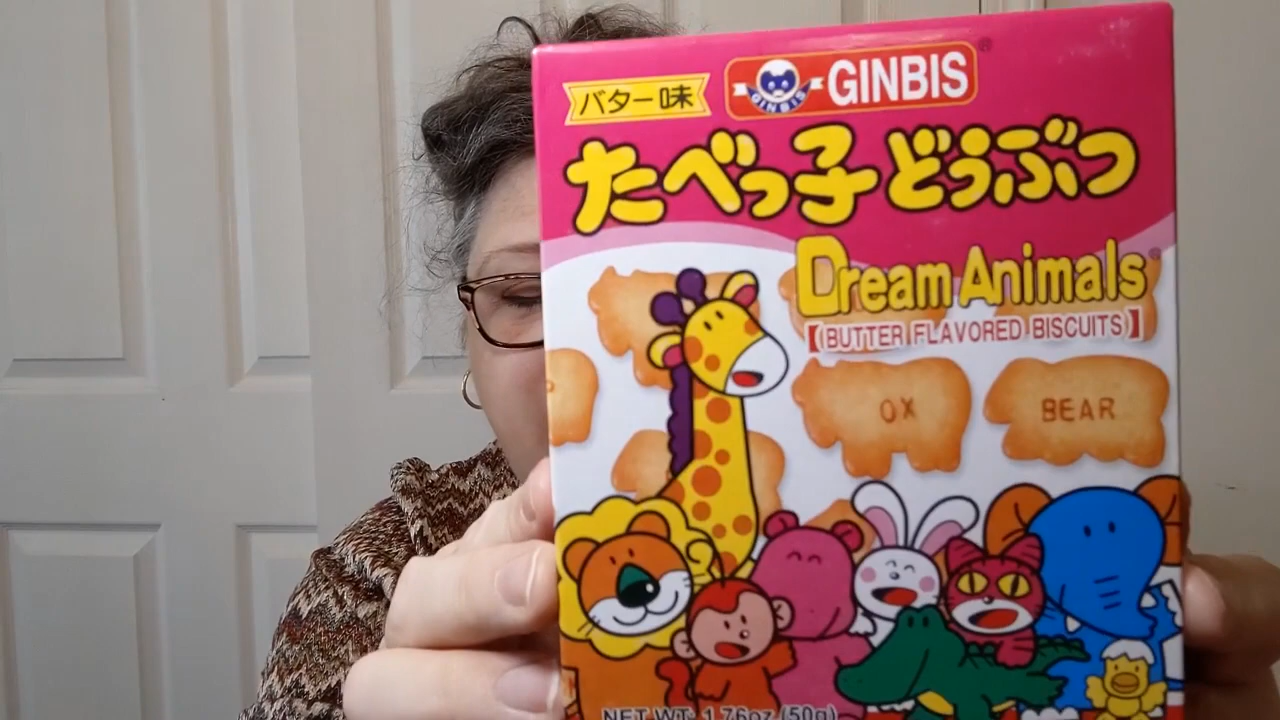 バター味
GINBIS
GINBIS®
たべっ子どうぶつ
Dream Animals®
【BUTTER FLAVORED BISCUITS】
OX
BEAR
NET WT: 1.76oz (50g)